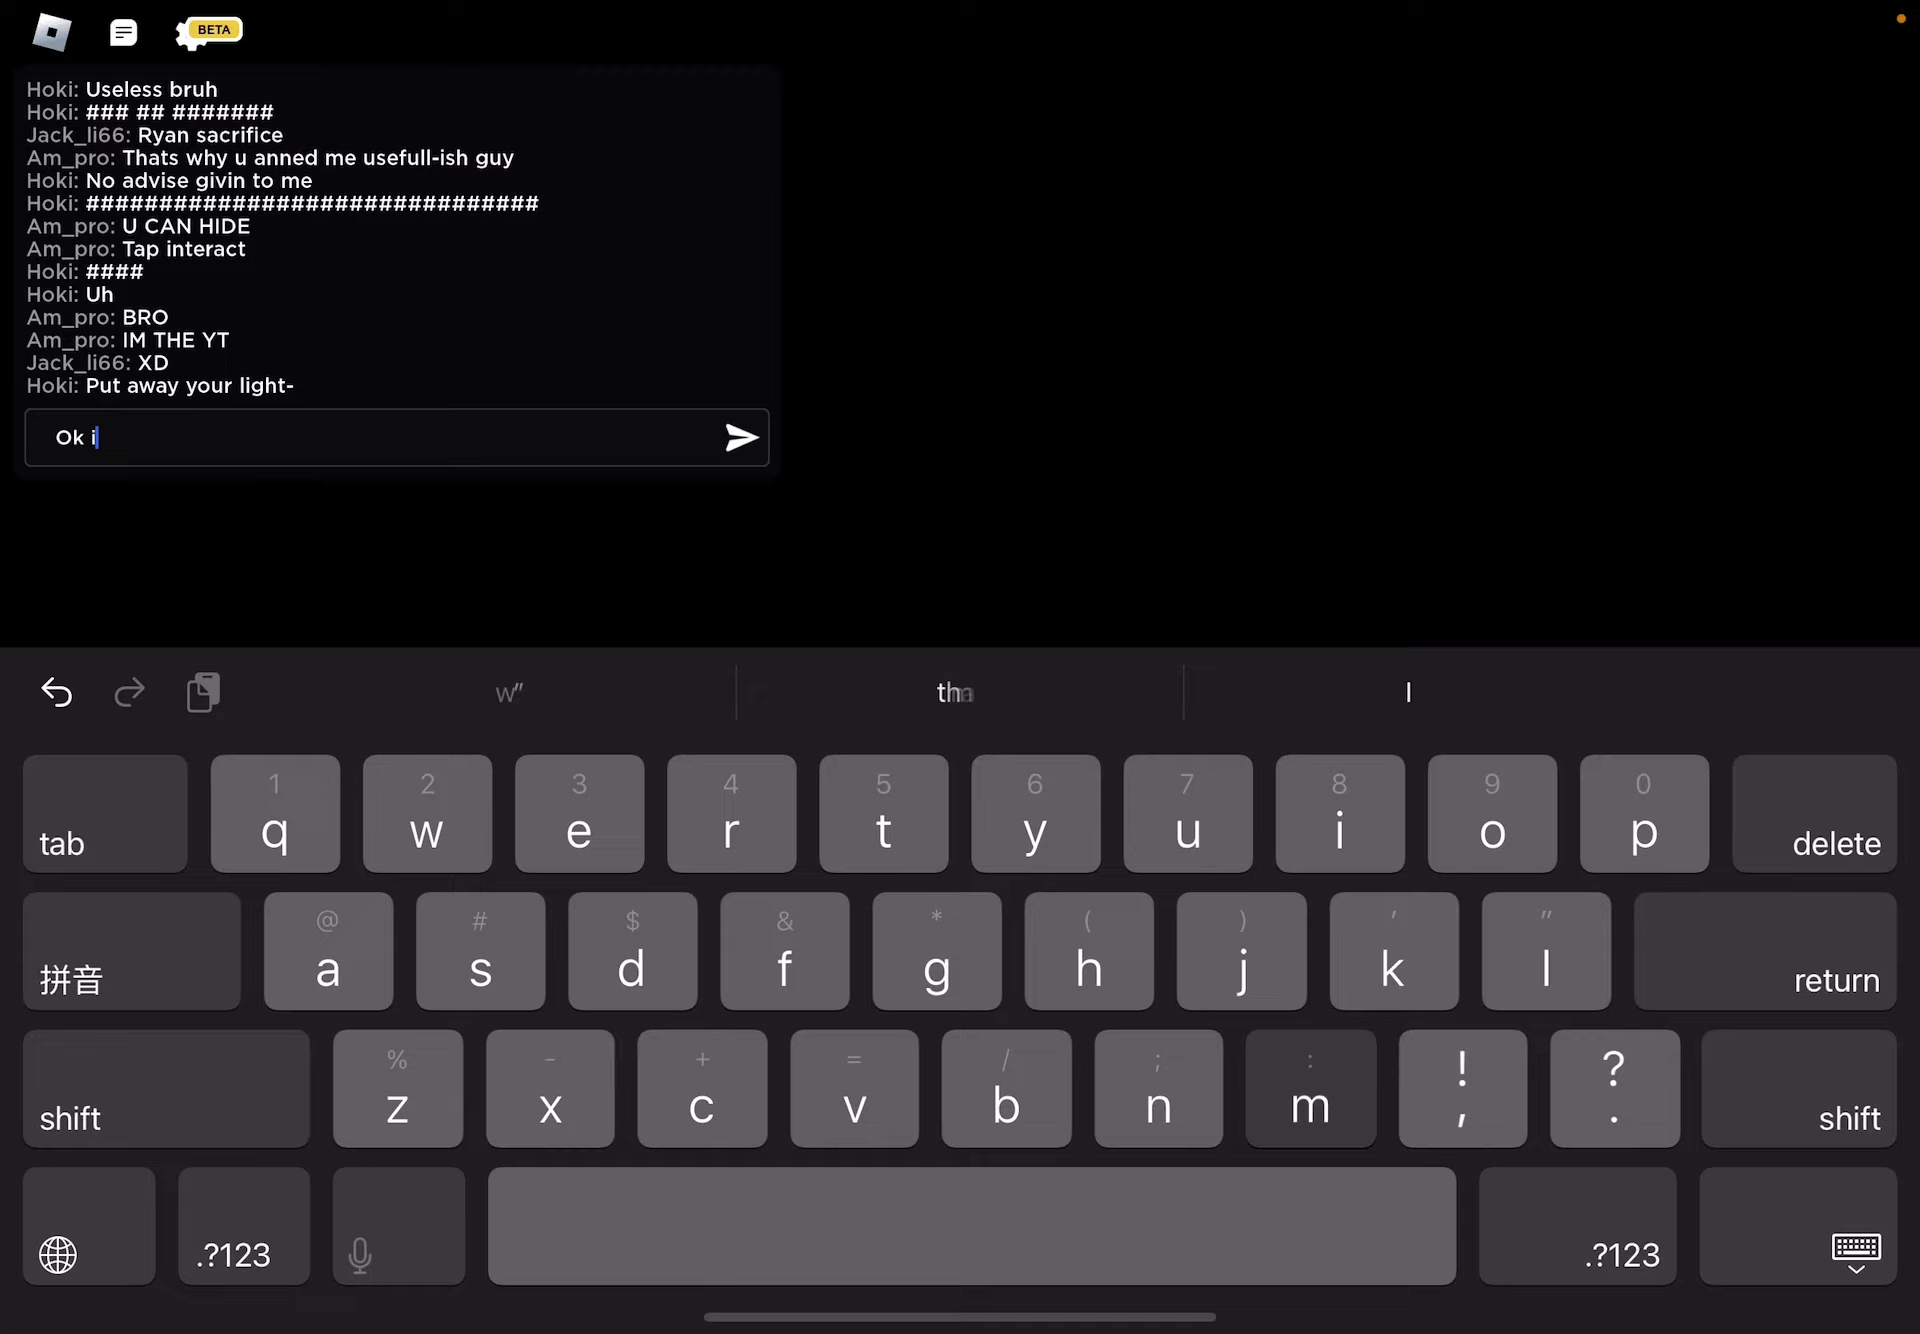 BETA
Hoki: Useless bruh
Hoki: ### ## #######
Jack_li66: Ryan sacrifice
Am_pro: Thats why u anned me usefull-ish guy
Hoki: No advise givin to me
Hoki: ###############################
Am_pro: U CAN HIDE
Am_pro: Tap interact
Hoki: ####
Hoki: Uh
Am_pro: BRO
Am_pro: IM THE YT
Jack_li66: XD
Hoki: Put away your light-
Ok i
w” I
1 2 3 4 5 6 7 8 9 0
tab q w e r t y u i o p delete
@ # $ & * ( ) ' "
拼音 a s d f g h j k l return
% - + = / ; : ! ?
shift z x c v b n m , . shift
.?123 .?123